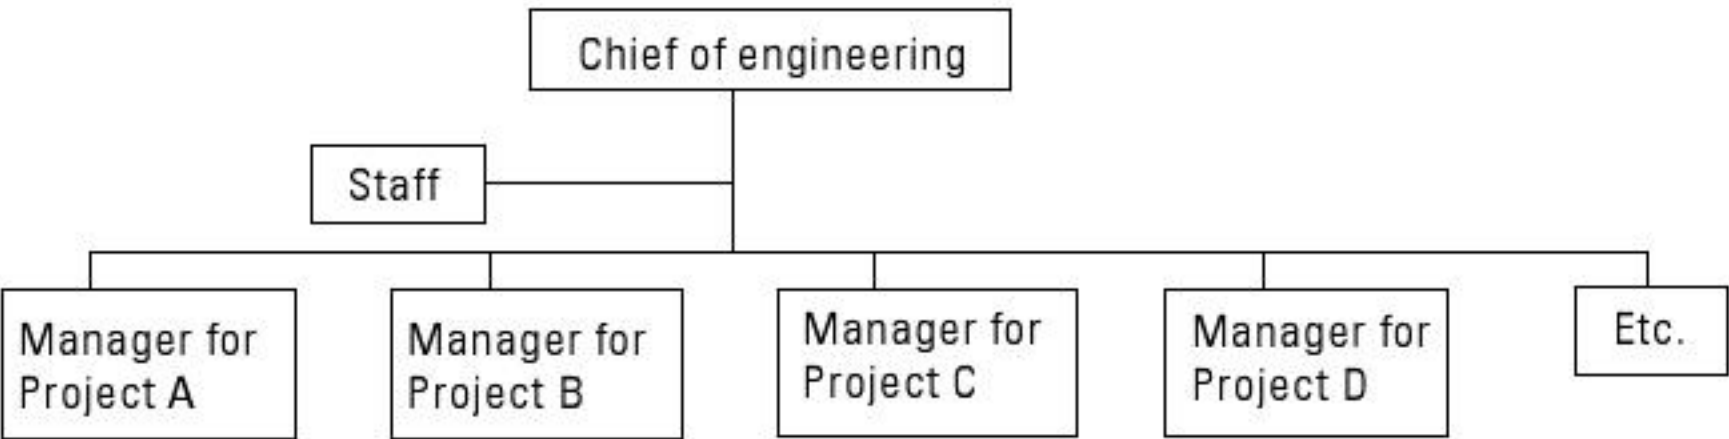 Chief of engineering
Staff
Manager for
Project A
Manager for
Project B
Manager for
Project C
Manager for
Project D
Etc.